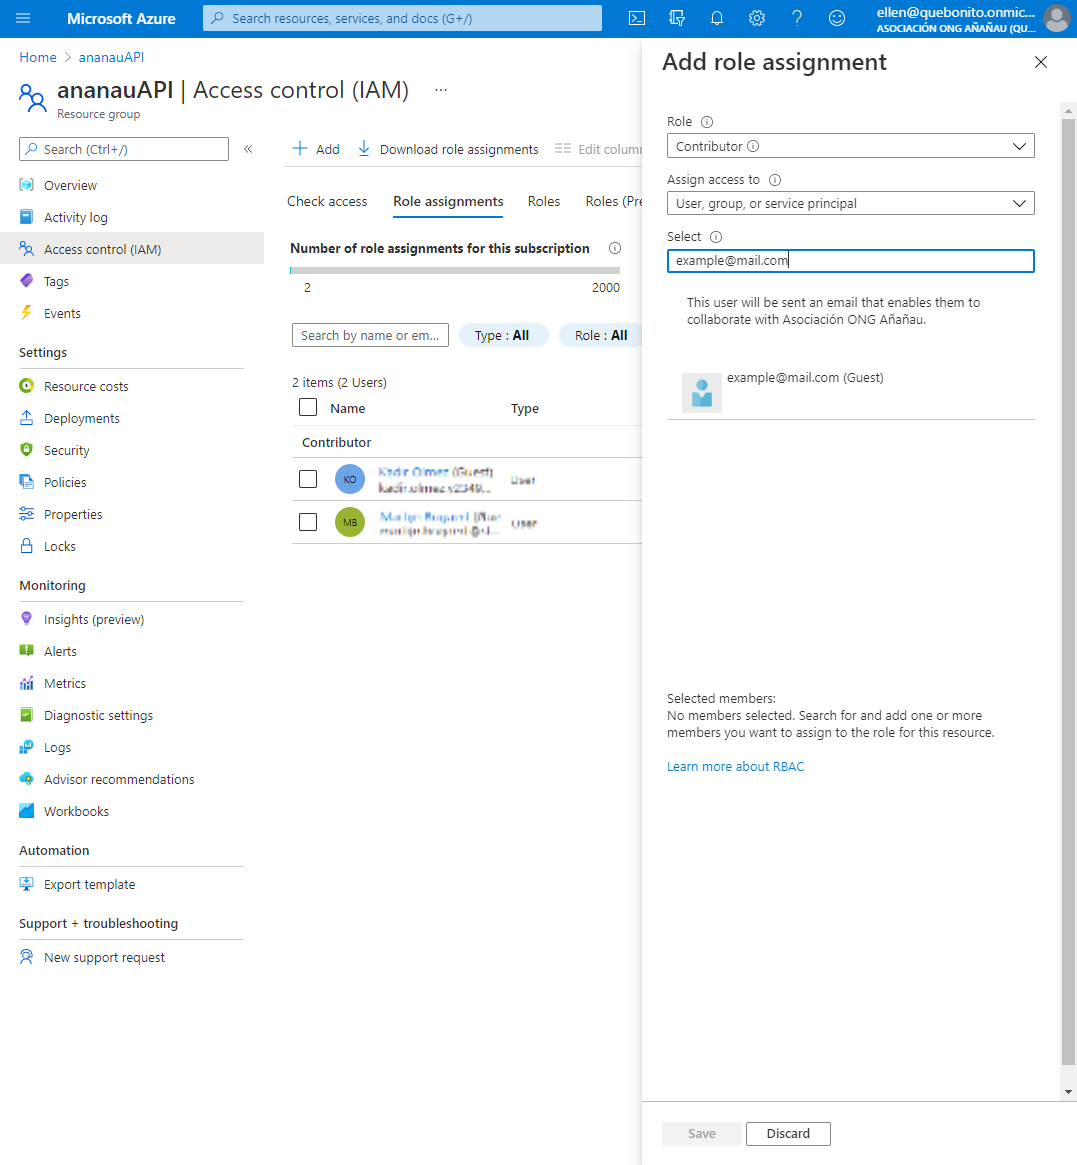 Microsoft Azure
Search resources, services, and docs (G+/)
ellen@quebonito.onmic...
ASOCIACIÓN ONG AÑAÑAU (QU...
Home > ananauAPI
ananauAPI | Access control (IAM) ...
Resource group
Search (Ctrl+/)
«
Overview
Activity log
Access control (IAM)
Tags
Events
Settings
Resource costs
Deployments
Security
Policies
Properties
Locks
Monitoring
Insights (preview)
Alerts
Metrics
Diagnostic settings
Logs
Advisor recommendations
Workbooks
Automation
Export template
Support + troubleshooting
New support request
Add
Download role assignments
Edit colum
Check access
Role assignments
Roles
Roles (Pre
Number of role assignments for this subscription
2
2000
Search by name or em...
Type : All
Role : All
2 items (2 Users)
Name
Type
Contributor
KO
User
MB
User
Add role assignment
Role
Contributor
Assign access to
User, group, or service principal
Select
example@mail.com
This user will be sent an email that enables them to
collaborate with Asociación ONG Añañau.
example@mail.com (Guest)
Selected members:
No members selected. Search for and add one or more
members you want to assign to the role for this resource.
Learn more about RBAC
Save
Discard